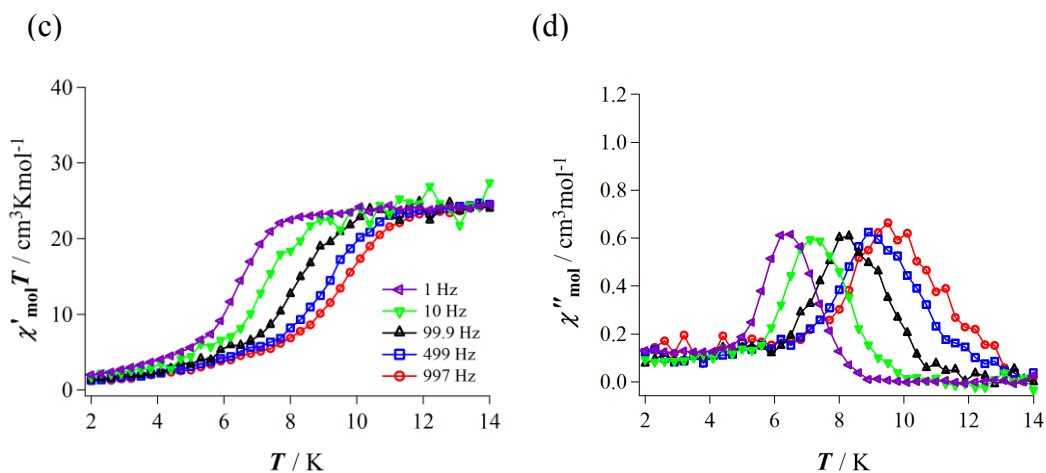 (c)
(d)
χ'molT / cm³Kmol⁻¹
40
30
20
10
0
2 4 6 8 10 12 14
T / K
1 Hz
10 Hz
99.9 Hz
499 Hz
997 Hz
χ″mol / cm³mol⁻¹
1.2
1.0
0.8
0.6
0.4
0.2
0.0
2 4 6 8 10 12 14
T / K